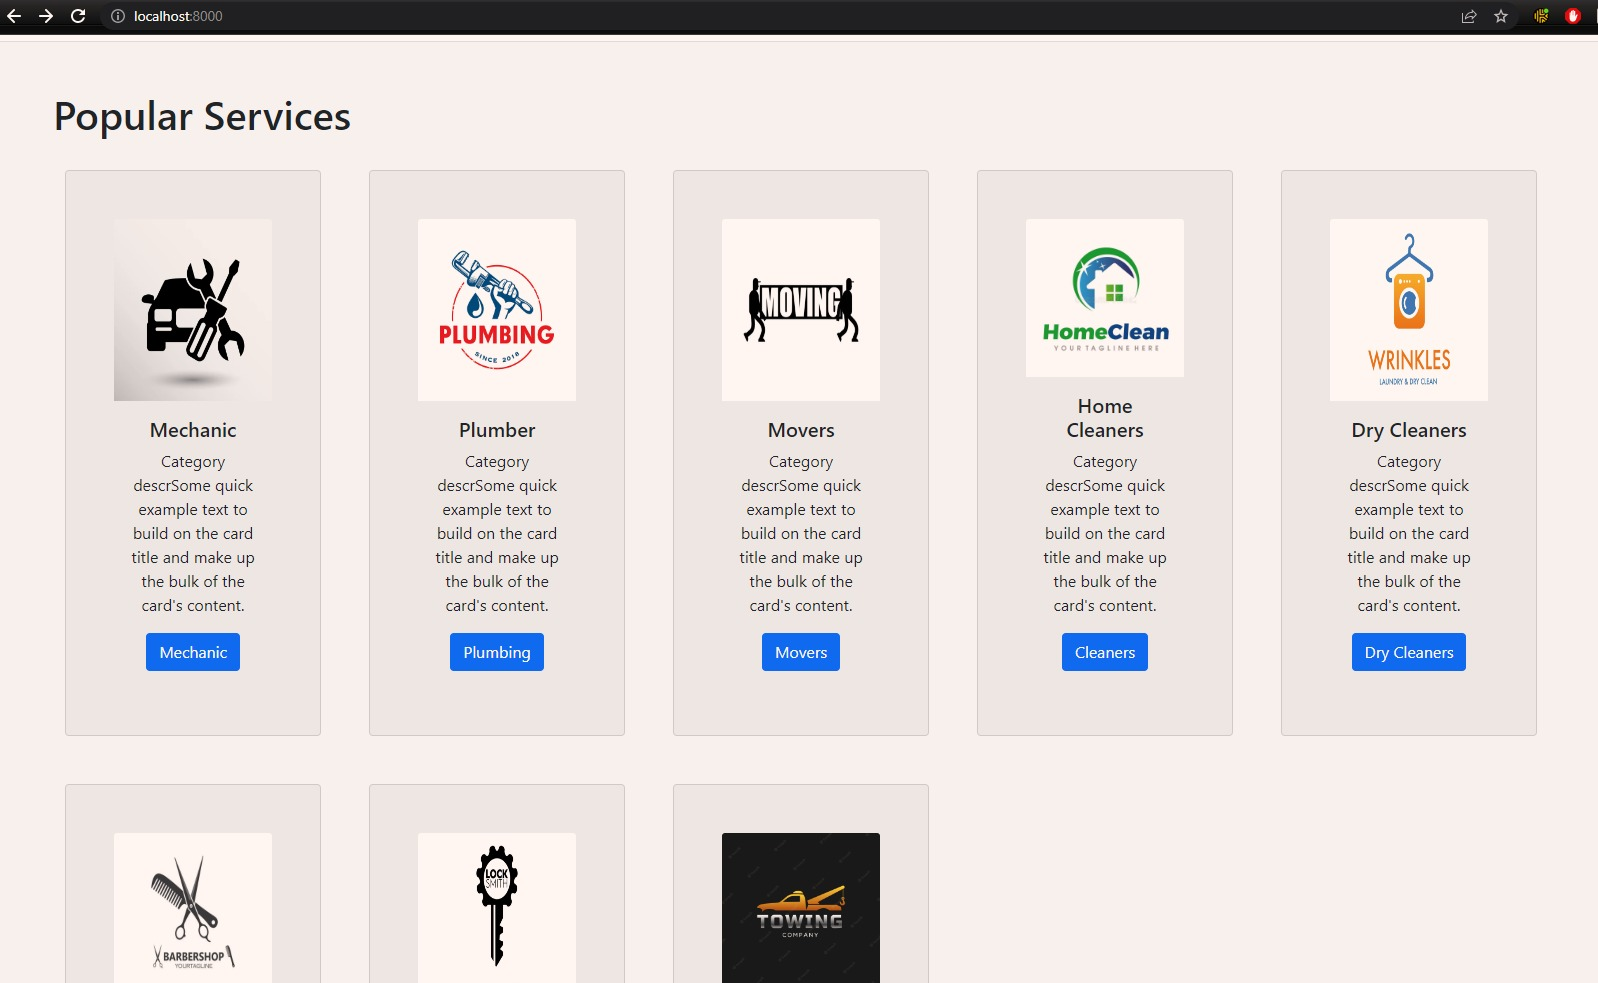 localhost:8000
Popular Services
PLUMBING
SINCE 2018
MOVING
HomeClean
YOUR TAGLINE HERE
WRINKLES
LAUNDRY & DRY CLEAN
Mechanic
Category
descrSome quick
example text to
build on the card
title and make up
the bulk of the
card's content.
Mechanic
Plumber
Category
descrSome quick
example text to
build on the card
title and make up
the bulk of the
card's content.
Plumbing
Movers
Category
descrSome quick
example text to
build on the card
title and make up
the bulk of the
card's content.
Movers
Home
Cleaners
Category
descrSome quick
example text to
build on the card
title and make up
the bulk of the
card's content.
Cleaners
Dry Cleaners
Category
descrSome quick
example text to
build on the card
title and make up
the bulk of the
card's content.
Dry Cleaners
BARBERSHOP
YOURTAGLINE
LOCK
SMITH
TOWING
COMPANY